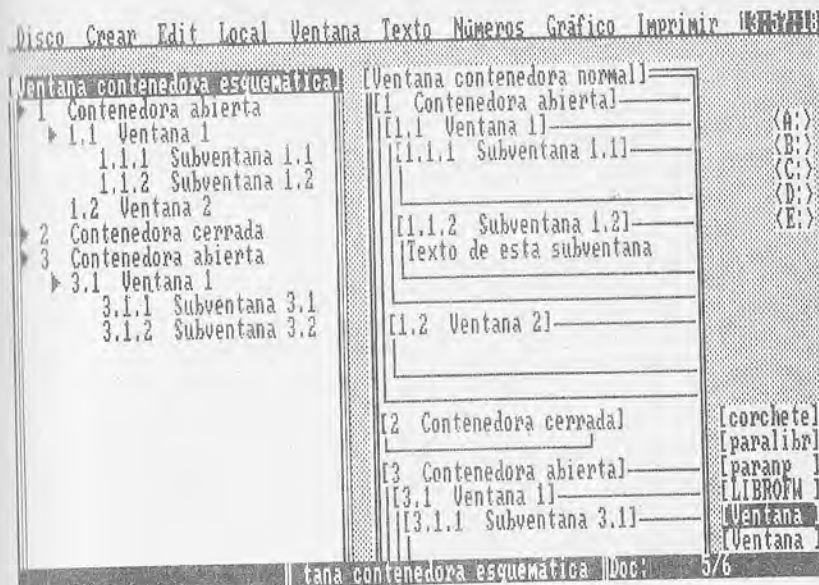 Disco Crear Edit Local Ventana Texto Números Gráfico Imprimir
[Ventana contenedora esquemática]
1 Contenedora abierta
1.1 Ventana 1
1.1.1 Subventana 1.1
1.1.2 Subventana 1.2
1.2 Ventana 2
2 Contenedora cerrada
3 Contenedora abierta
3.1 Ventana 1
3.1.1 Subventana 3.1
3.1.2 Subventana 3.2
[Ventana contenedora normal]
[1 Contenedora abierta]
[1.1 Ventana 1]
[1.1.1 Subventana 1.1]
[1.1.2 Subventana 1.2]
Texto de esta subventana
[1.2 Ventana 2]
[2 Contenedora cerrada]
[3 Contenedora abierta]
[3.1 Ventana 1]
[3.1.1 Subventana 3.1]
<A:>
<B:>
<C:>
<D:>
<E:>
[corchete]
[paralibr]
[paranp ]
[LIBROFW ]
[Ventana ]
[Ventana ]
tana contenedora esquemática Doc: 5/6